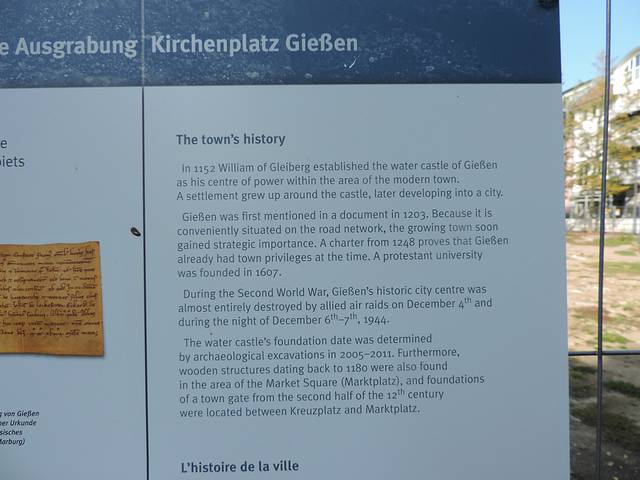 e Ausgrabung Kirchenplatz Gießen
e
iets
The town's history
In 1152 William of Gleiberg established the water castle of Gießen
as his centre of power within the area of the modern town.
A settlement grew up around the castle, later developing into a city.
Gießen was first mentioned in a document in 1203. Because it is
conveniently situated on the road network, the growing town soon
gained strategic importance. A charter from 1248 proves that Gießen
already had town privileges at the time. A protestant university
was founded in 1607.
During the Second World War, Gießen's historic city centre was
almost entirely destroyed by allied air raids on December 4th and
during the night of December 6th–7th, 1944.
The water castle's foundation date was determined
by archaeological excavations in 2005–2011. Furthermore,
wooden structures dating back to 1180 were also found
in the area of the Market Square (Marktplatz), and foundations
of a town gate from the second half of the 12th century
were located between Kreuzplatz and Marktplatz.
g von Gießen
ner Urkunde
sisches
Marburg)
L'histoire de la ville